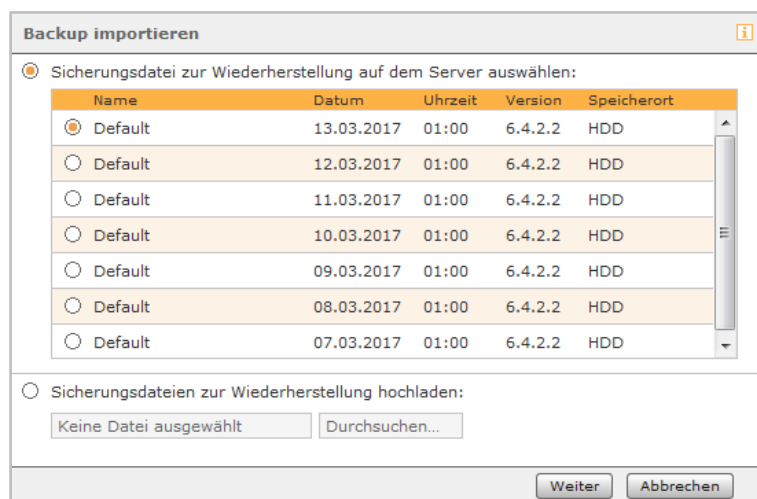 Backup importieren
Sicherungsdatei zur Wiederherstellung auf dem Server auswählen:
Name Datum Uhrzeit Version Speicherort
Default 13.03.2017 01:00 6.4.2.2 HDD
Default 12.03.2017 01:00 6.4.2.2 HDD
Default 11.03.2017 01:00 6.4.2.2 HDD
Default 10.03.2017 01:00 6.4.2.2 HDD
Default 09.03.2017 01:00 6.4.2.2 HDD
Default 08.03.2017 01:00 6.4.2.2 HDD
Default 07.03.2017 01:00 6.4.2.2 HDD
Sicherungsdateien zur Wiederherstellung hochladen:
Keine Datei ausgewählt Durchsuchen...
Weiter Abbrechen